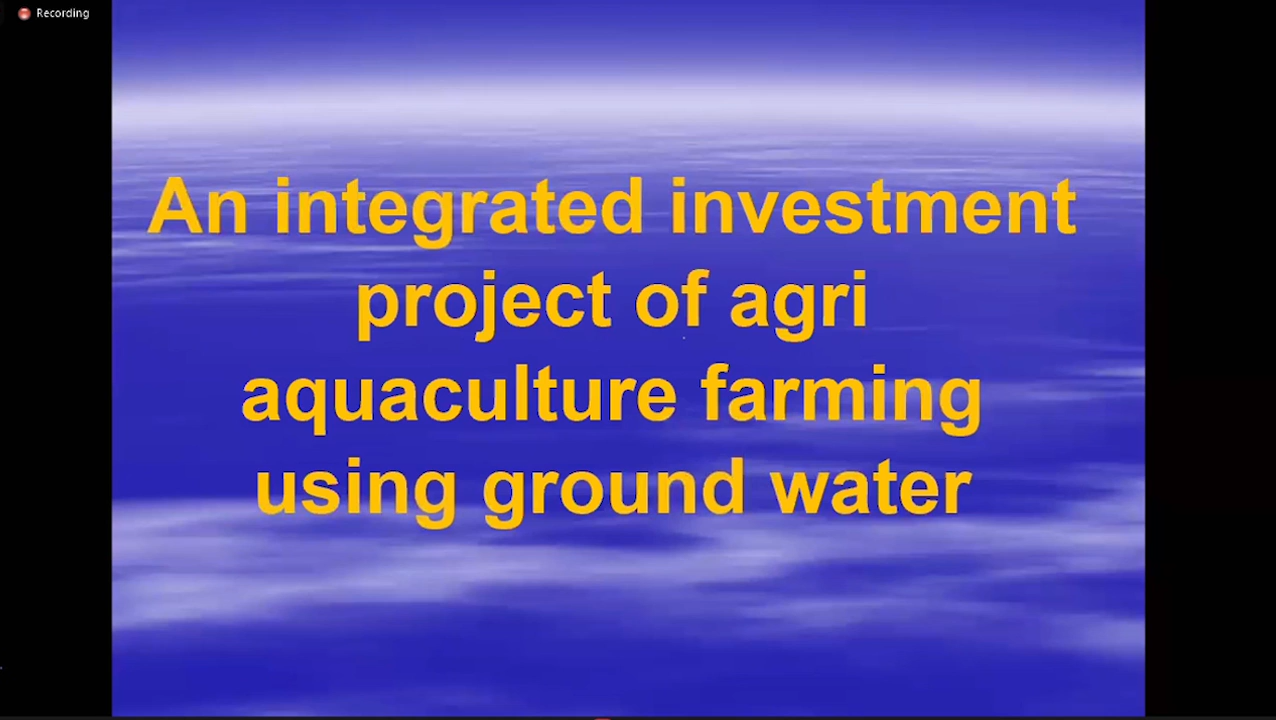 Recording
An integrated investment
project of agri
aquaculture farming
using ground water